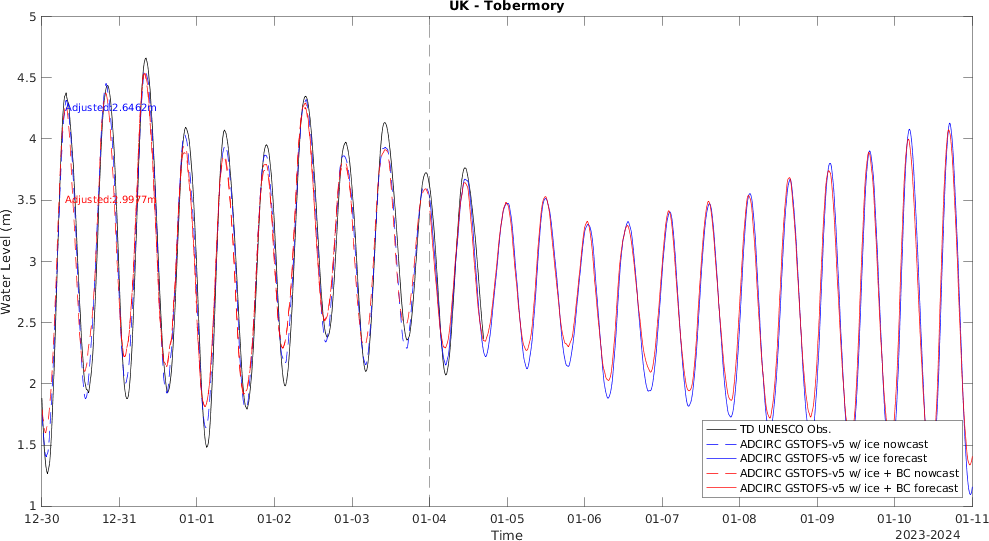 UK - Tobermory
5
4.5
4
3.5
3
2.5
2
1.5
1
Water Level (m)
Adjusted:2.6462m
Adjusted:2.9977m
TD UNESCO Obs.
ADCIRC GSTOFS-v5 w/ ice nowcast
ADCIRC GSTOFS-v5 w/ ice forecast
ADCIRC GSTOFS-v5 w/ ice + BC nowcast
ADCIRC GSTOFS-v5 w/ ice + BC forecast
12-30 12-31 01-01 01-02 01-03 01-04 01-05 01-06 01-07 01-08 01-09 01-10 01-11
Time
2023-2024